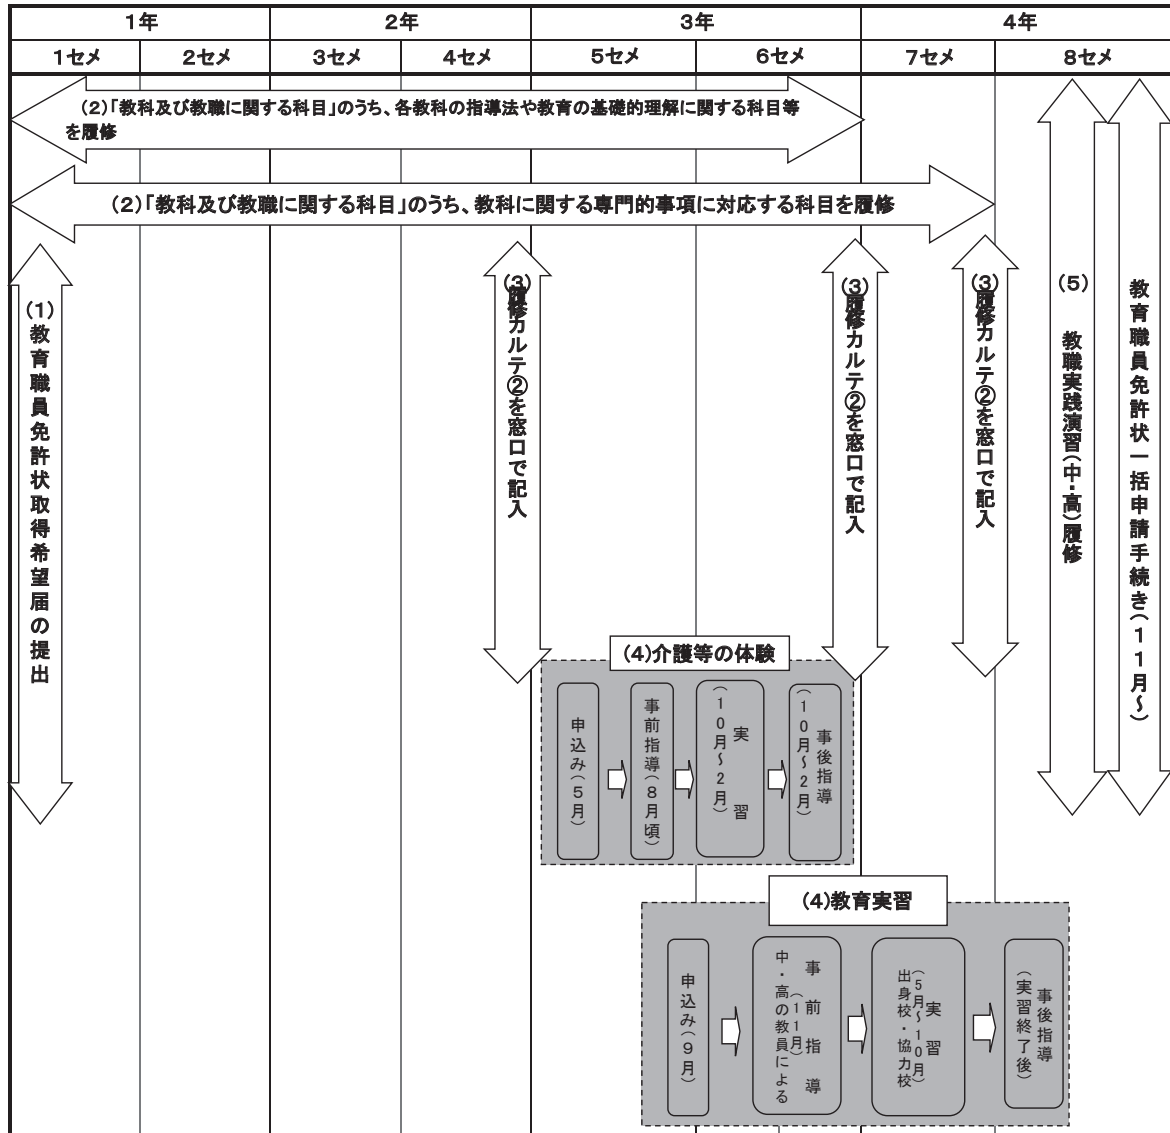 1年
2年
3年
4年
1セメ
2セメ
3セメ
4セメ
5セメ
6セメ
7セメ
8セメ
（2）「教科及び教職に関する科目」のうち、各教科の指導法や教育の基礎的理解に関する科目等
を履修
（2）「教科及び教職に関する科目」のうち、教科に関する専門的事項に対応する科目を履修
（1）教育職員免許状取得希望届の提出
（3）履修カルテ②を窓口で記入
（3）履修カルテ②を窓口で記入
（3）履修カルテ②を窓口で記入
（5）　教職実践演習（中・高）履修
教育職員免許状一括申請手続き（11月～）
（4）介護等の体験
申込み（5月）
事前指導（8月頃）
実習
（10月～2月）
事後指導
（10月～2月）
（4）教育実習
申込み（9月）
事前指導
（11月）
中・高の教員による
実習
（5月～10月）
出身校・協力校
事後指導
（実習終了後）